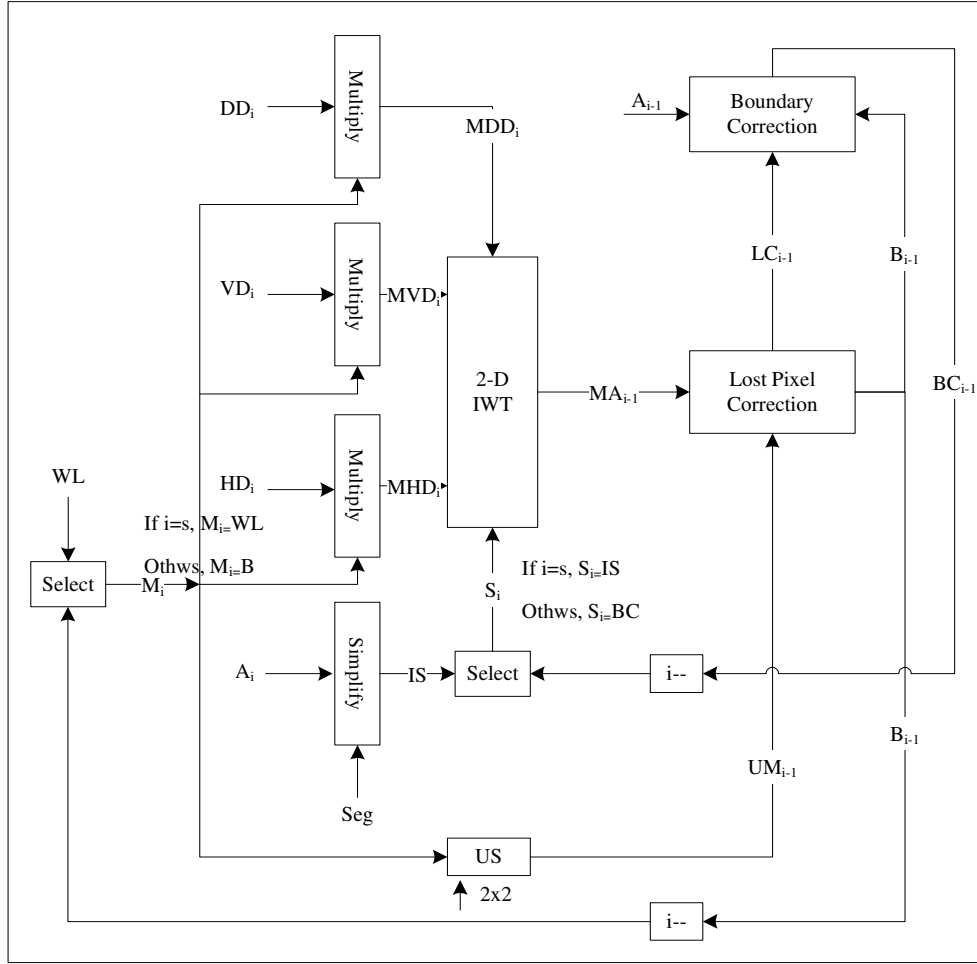 DDᵢ
Multiply
MDDᵢ
Aᵢ₋₁
Boundary
Correction
VDᵢ
Multiply
MVDᵢ
LCᵢ₋₁
Bᵢ₋₁
2-D
IWT
MAᵢ₋₁
Lost Pixel
Correction
BCᵢ₋₁
WL
HDᵢ
Multiply
MHDᵢ
If i=s, Mᵢ=WL
Othws, Mᵢ=B
Select
Mᵢ
Sᵢ
If i=s, Sᵢ=IS
Othws, Sᵢ=BC
Aᵢ
Simplify
IS
Select
i--
Bᵢ₋₁
UMᵢ₋₁
Seg
US
2x2
i--